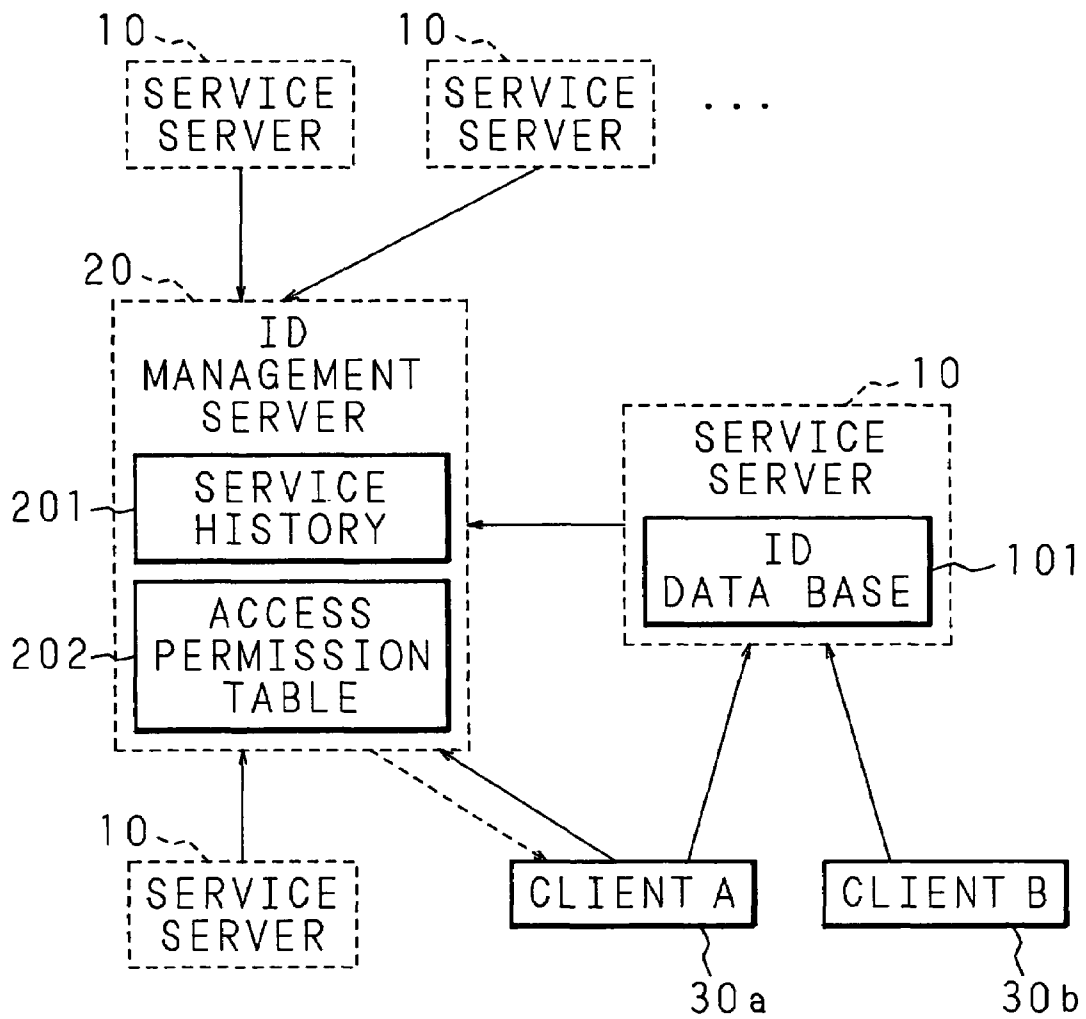 10
10
SERVICE
SERVER
SERVICE
SERVER
...
20
ID
MANAGEMENT
SERVER
10
SERVICE
SERVER
201
SERVICE
HISTORY
ID
DATA BASE
101
202
ACCESS
PERMISSION
TABLE
10
SERVICE
SERVER
CLIENT A
CLIENT B
30a
30b